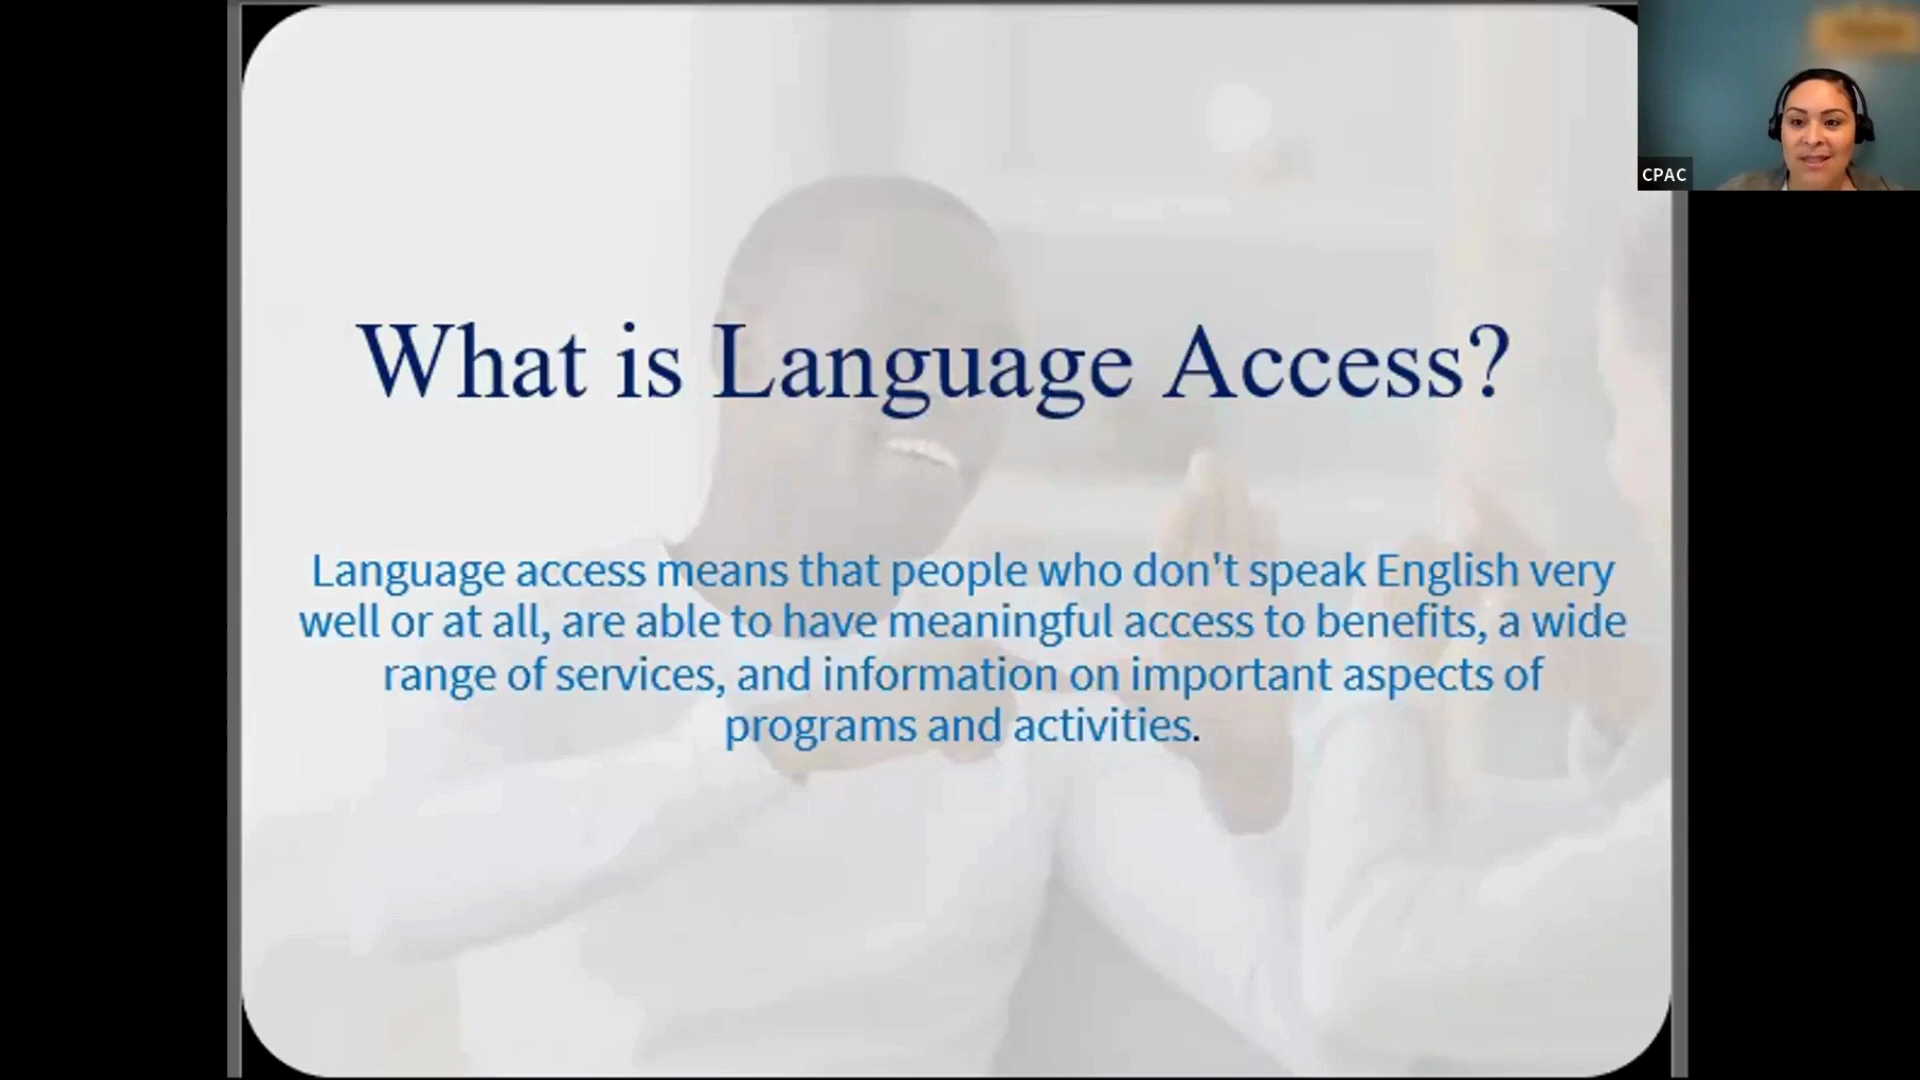 What is Language Access?
Language access means that people who don't speak English very
well or at all, are able to have meaningful access to benefits, a wide
range of services, and information on important aspects of
programs and activities.
CPAC